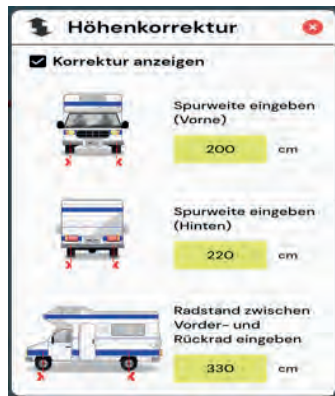 Höhenkorrektur
Korrektur anzeigen
Spurweite eingeben
(Vorne)
200 cm
Spurweite eingeben
(Hinten)
220 cm
Radstand zwischen
Vorder- und
Rückrad eingeben
330 cm